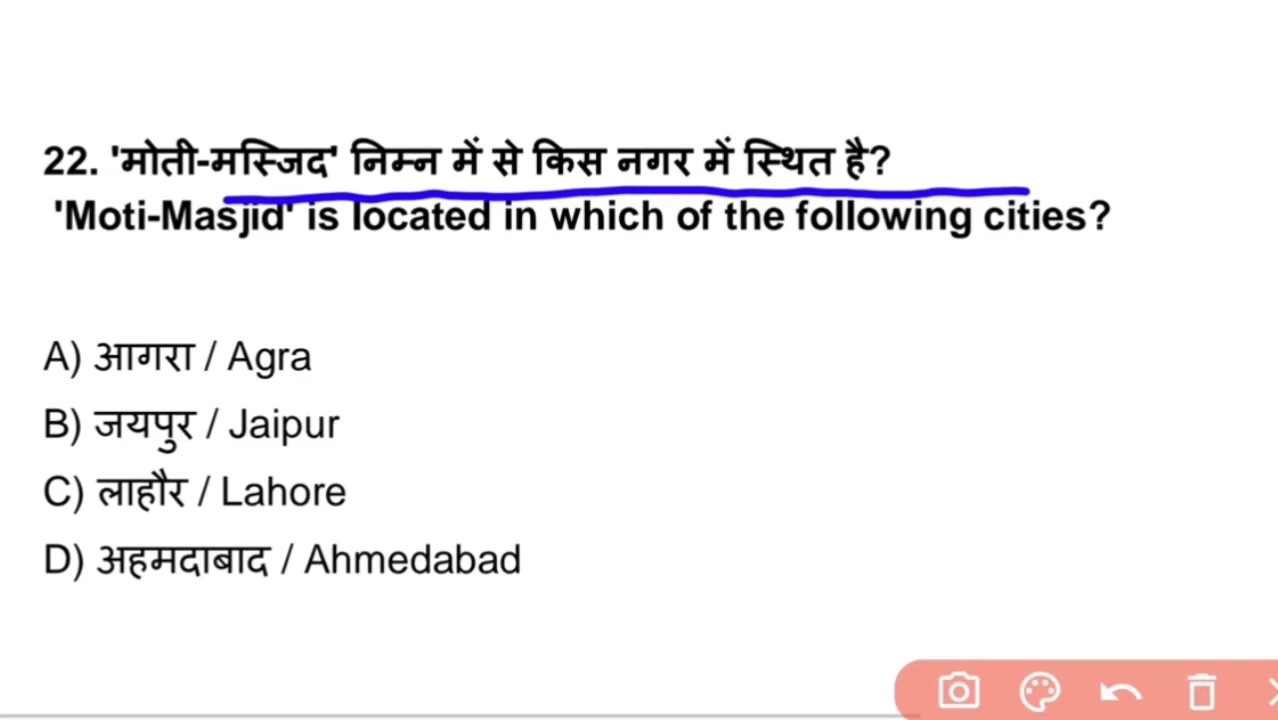 22. 'मोती-मस्जिद' निम्न में से किस नगर में स्थित है?
'Moti-Masjid' is located in which of the following cities?
A) आगरा / Agra
B) जयपुर / Jaipur
C) लाहौर / Lahore
D) अहमदाबाद / Ahmedabad